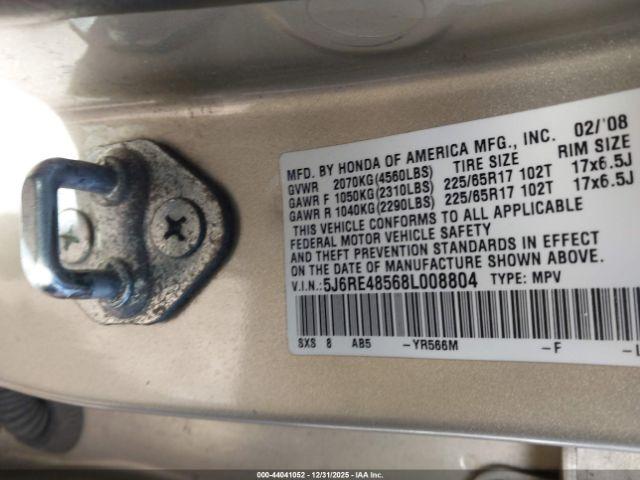 MFD. BY HONDA OF AMERICA MFG., INC. 02/'08
GVWR 2070KG(4560LBS) TIRE SIZE RIM SIZE
GAWR F 1050KG(2310LBS) 225/65R17 102T 17x6.5J
GAWR R 1040KG(2290LBS) 225/65R17 102T 17x6.5J
THIS VEHICLE CONFORMS TO ALL APPLICABLE
FEDERAL MOTOR VEHICLE SAFETY
AND THEFT PREVENTION STANDARDS IN EFFECT
ON THE DATE OF MANUFACTURE SHOWN ABOVE.
V.I.N.:5J6RE48568L008804 TYPE: MPV
SXS 8 AB5 -YR566M -F -L
000-44041052 - 12/31/2025 - IAA Inc.